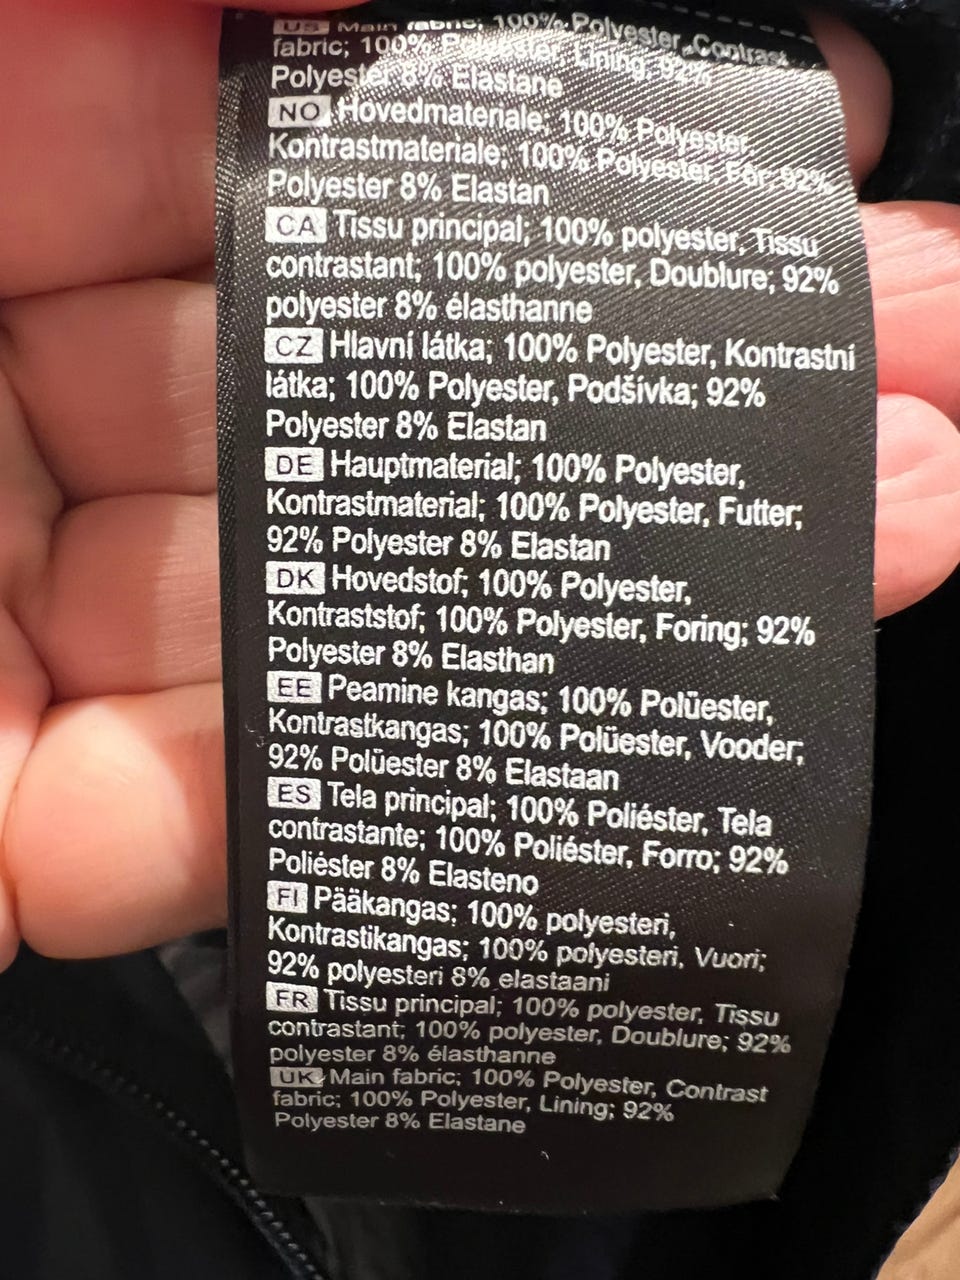 US Main fabric; 100% Polyester, Contrast
fabric; 100% Polyester, Lining; 92%
Polyester 8% Elastane
NO Hovedmateriale; 100% Polyester,
Kontrastmateriale; 100% Polyester, Fôr; 92%
Polyester 8% Elastan
CA Tissu principal; 100% polyester, Tissu
contrastant; 100% polyester, Doublure; 92%
polyester 8% élasthanne
CZ Hlavní látka; 100% Polyester, Kontrastní
látka; 100% Polyester, Podšívka; 92%
Polyester 8% Elastan
DE Hauptmaterial; 100% Polyester,
Kontrastmaterial; 100% Polyester, Futter;
92% Polyester 8% Elastan
DK Hovedstof; 100% Polyester,
Kontraststof; 100% Polyester, Foring; 92%
Polyester 8% Elasthan
EE Peamine kangas; 100% Polüester,
Kontrastkangas; 100% Polüester, Vooder;
92% Polüester 8% Elastaan
ES Tela principal; 100% Poliéster, Tela
contrastante; 100% Poliéster, Forro; 92%
Poliéster 8% Elasteno
FI Pääkangas; 100% polyesteri,
Kontrastikangas; 100% polyesteri, Vuori;
92% polyesteri 8% elastaani
FR Tissu principal; 100% polyester, Tissu
contrastant; 100% polyester, Doublure; 92%
polyester 8% élasthanne
UK Main fabric; 100% Polyester, Contrast
fabric; 100% Polyester, Lining; 92%
Polyester 8% Elastane